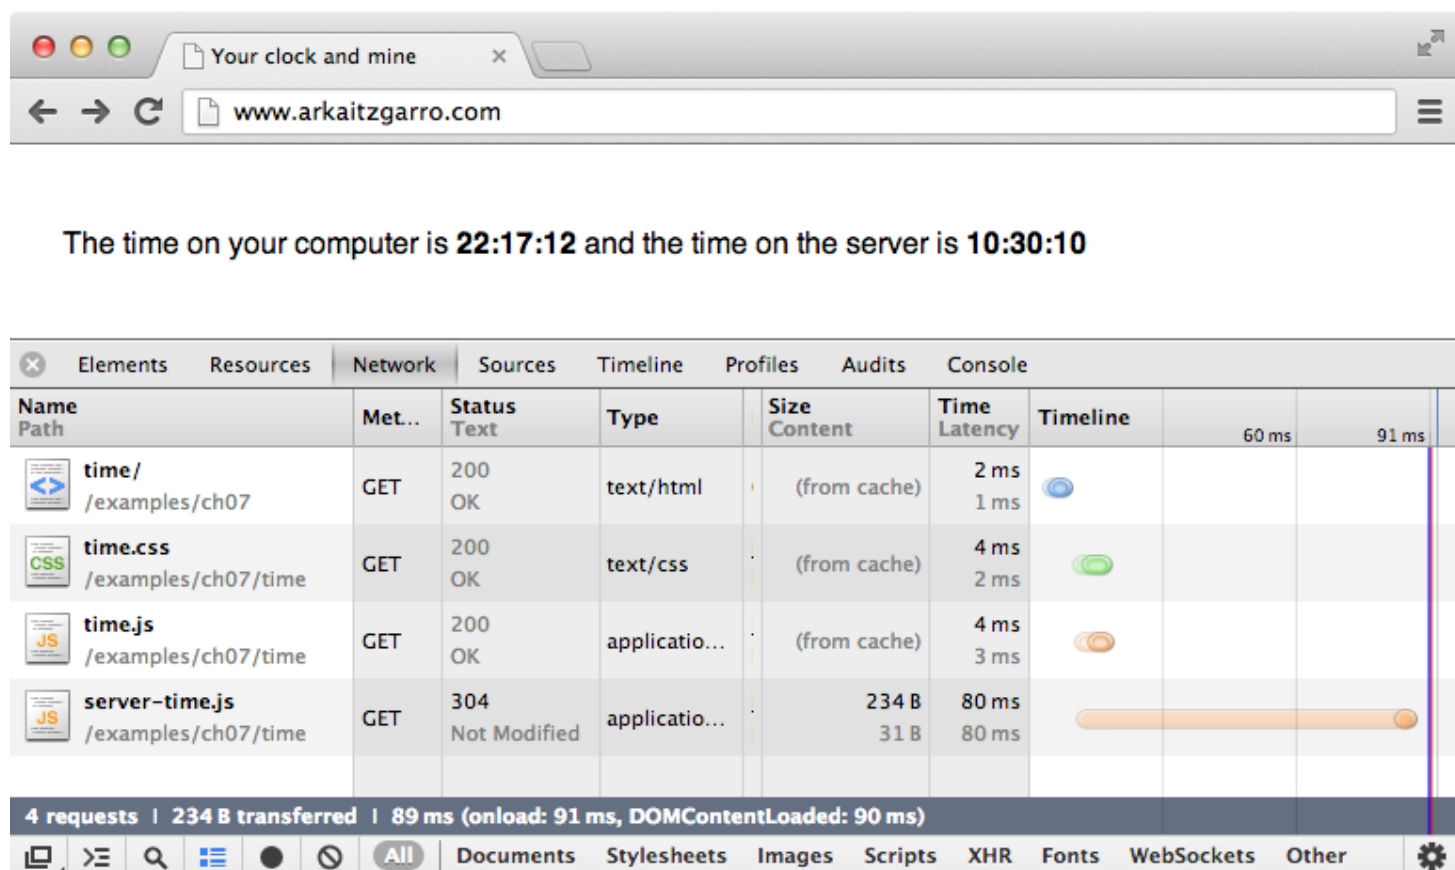 Your clock and mine
www.arkaitzgarro.com
The time on your computer is 22:17:12 and the time on the server is 10:30:10
Elements Resources Network Sources Timeline Profiles Audits Console
Name Met... Status Type Size Time Timeline
Path Text Content Latency 60 ms 91 ms
time/ GET 200 text/html (from cache) 2 ms
/examples/ch07 OK 1 ms
time.css GET 200 text/css (from cache) 4 ms
/examples/ch07/time OK 2 ms
time.js GET 200 applicatio... (from cache) 4 ms
/examples/ch07/time OK 3 ms
server-time.js GET 304 applicatio... 234 B 80 ms
/examples/ch07/time Not Modified 31 B 80 ms
4 requests | 234 B transferred | 89 ms (onload: 91 ms, DOMContentLoaded: 90 ms)
All Documents Stylesheets Images Scripts XHR Fonts WebSockets Other